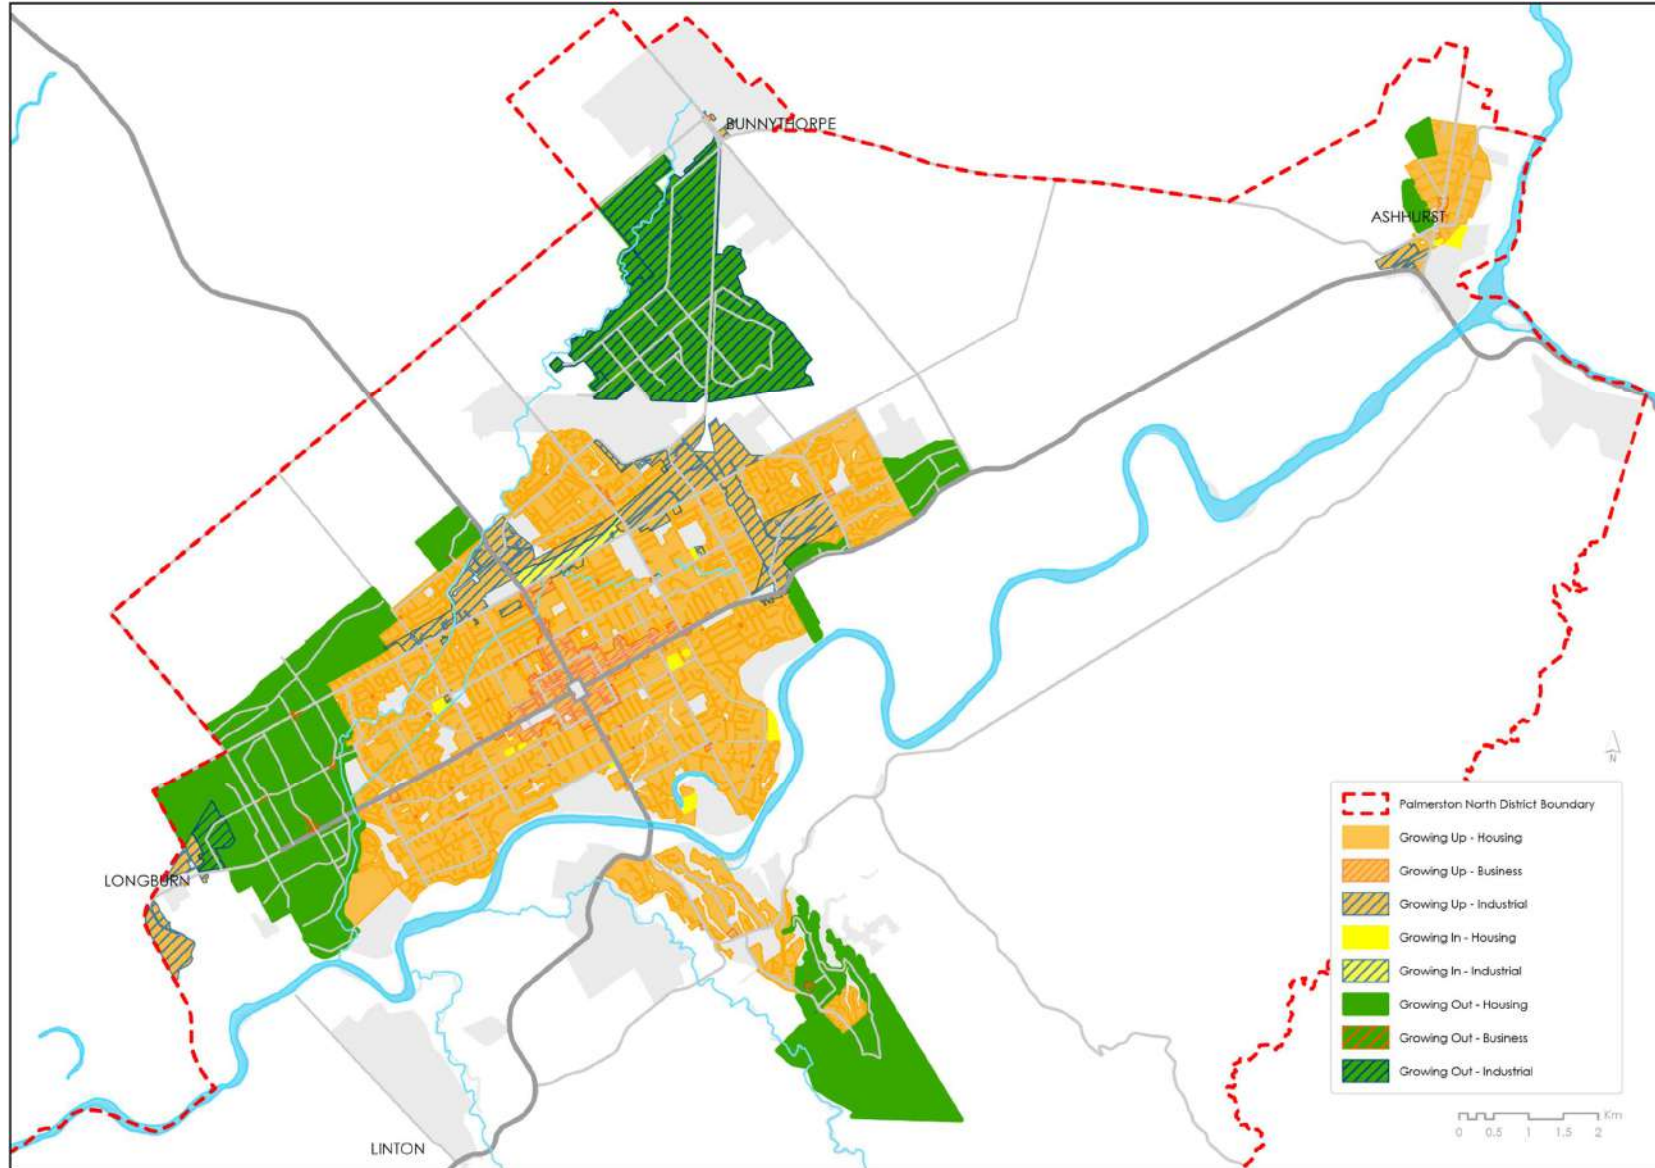 BUNNYTHORPE
ASHHURST
LONGBURN
LINTON
N
Palmerston North District Boundary
Growing Up - Housing
Growing Up - Business
Growing Up - Industrial
Growing In - Housing
Growing In - Industrial
Growing Out - Housing
Growing Out - Business
Growing Out - Industrial
Km
0 0.5 1 1.5 2